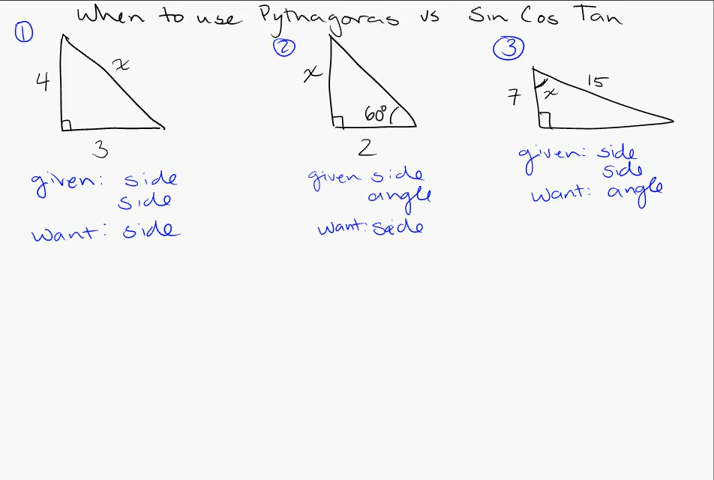 When to use Pythagoras vs Sin Cos Tan
① ② ③
4 x
3
x 60°
2
7 x 15
given: side
side
want: side
given side
angle
want: side
given: side
side
want: angle